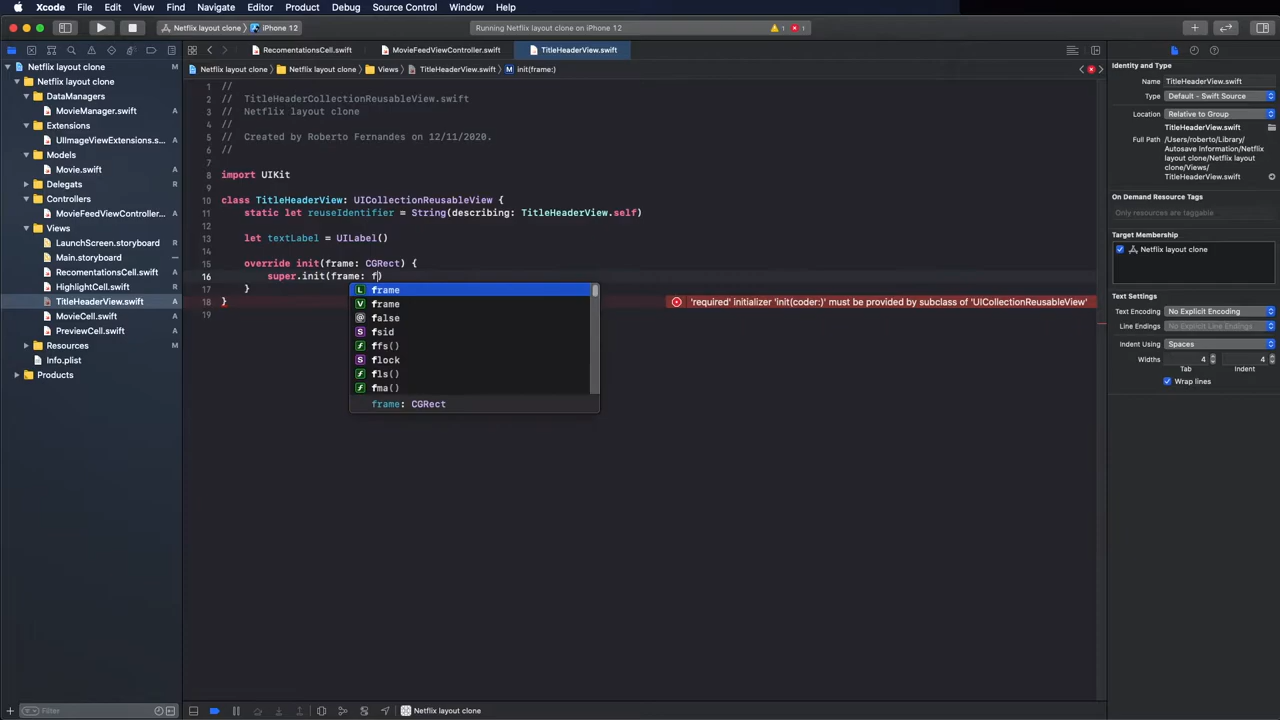 Xcode File Edit View Find Navigate Editor Product Debug Source Control Window Help
Netflix layout clone iPhone 12
Running Netflix layout clone on iPhone 12
1 1
RecomentationsCell.swift MovieFeedViewController.swift TitleHeaderView.swift
Netflix layout clone Netflix layout clone Views TitleHeaderView.swift init(frame:)
Netflix layout clone M
Netflix layout clone M
DataManagers
MovieManager.swift A
Extensions
UIImageViewExtensions.s... A
Models
Movie.swift A
Delegats R
Controllers
MovieFeedViewController... A
Views
LaunchScreen.storyboard R
Main.storyboard R
RecomentationsCell.swift A
HighlightCell.swift A
TitleHeaderView.swift A
MovieCell.swift A
PreviewCell.swift A
Resources R
Info.plist R
Products
Filter
1 //
2 // TitleHeaderCollectionReusableView.swift
3 // Netflix layout clone
4 //
5 // Created by Roberto Fernandes on 12/11/2020.
6 //
7
8 import UIKit
9
10 class TitleHeaderView: UICollectionReusableView {
11 static let reuseIdentifier = String(describing: TitleHeaderView.self)
12
13 let textLabel = UILabel()
14
15 override init(frame: CGRect) {
16 super.init(frame: f)
17 }
18 }
19
'required' initializer 'init(coder:)' must be provided by subclass of 'UICollectionReusableView'
L frame
V frame
@ false
S fsid
f ffs()
S flock
f fls()
f fma()
frame: CGRect
Netflix layout clone
Identity and Type
Name TitleHeaderView.swift
Type Default - Swift Source
Location Relative to Group
TitleHeaderView.swift
Full Path /Users/roberto/Library/
Autosave Information/Netflix
layout clone/Netflix layout
clone/Views/
TitleHeaderView.swift
On Demand Resource Tags
Only resources are taggable
Target Membership
Netflix layout clone
Text Settings
Text Encoding No Explicit Encoding
Line Endings No Explicit Line Endings
Indent Using Spaces
Widths 4 4
Tab Indent
Wrap lines